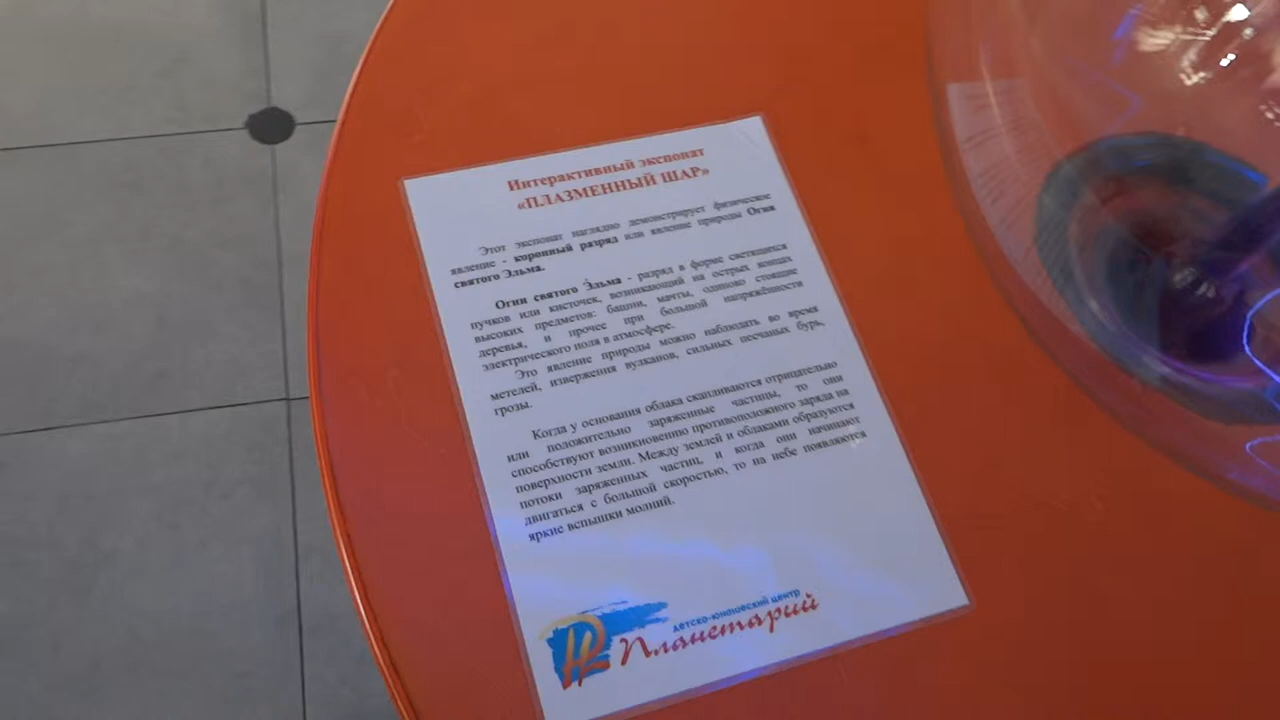 Интерактивный экспонат
«ПЛАЗМЕННЫЙ ШАР»
Этот экспонат наглядно демонстрирует физическое
явление - коронный разряд или явление природы Огни
святого Эльма.
Огни святого Эльма - разряд в форме светящихся
пучков или кисточек, возникающий на острых концах
высоких предметов: башни, мачты, одиноко стоящие
деревья, и прочее при большой напряжённости
электрического поля в атмосфере.
Это явление природы можно наблюдать во время
метелей, извержения вулканов, сильных песчаных бурь,
грозы.
Когда у основания облака скапливаются отрицательно
или положительно заряженные частицы, то они
способствуют возникновению противоположного заряда на
поверхности земли. Между землей и облаками образуются
потоки заряженных частиц, и когда они начинают
двигаться с большой скоростью, то на небе появляются
яркие вспышки молний.
детско-юношеский центр
Планетарий